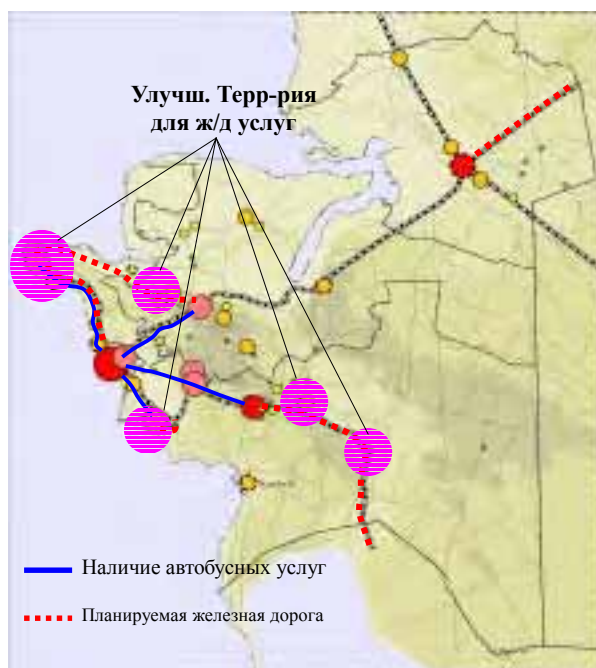 Улучш. Терр-рия
для ж/д услуг
Наличие автобусных услуг
Планируемая железная дорога